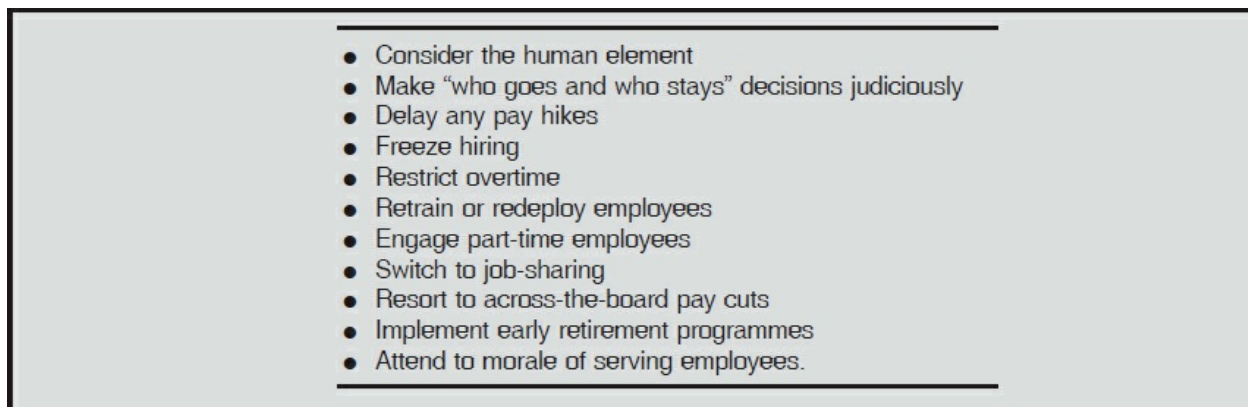 ● Consider the human element
● Make “who goes and who stays” decisions judiciously
● Delay any pay hikes
● Freeze hiring
● Restrict overtime
● Retrain or redeploy employees
● Engage part-time employees
● Switch to job-sharing
● Resort to across-the-board pay cuts
● Implement early retirement programmes
● Attend to morale of serving employees.